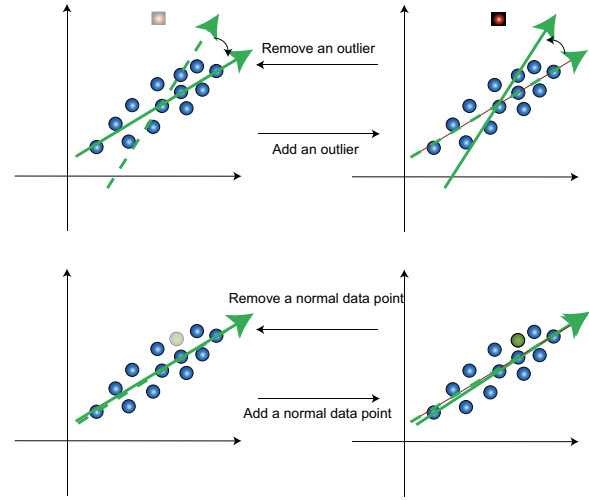 Remove an outlier
Add an outlier
Remove a normal data point
Add a normal data point